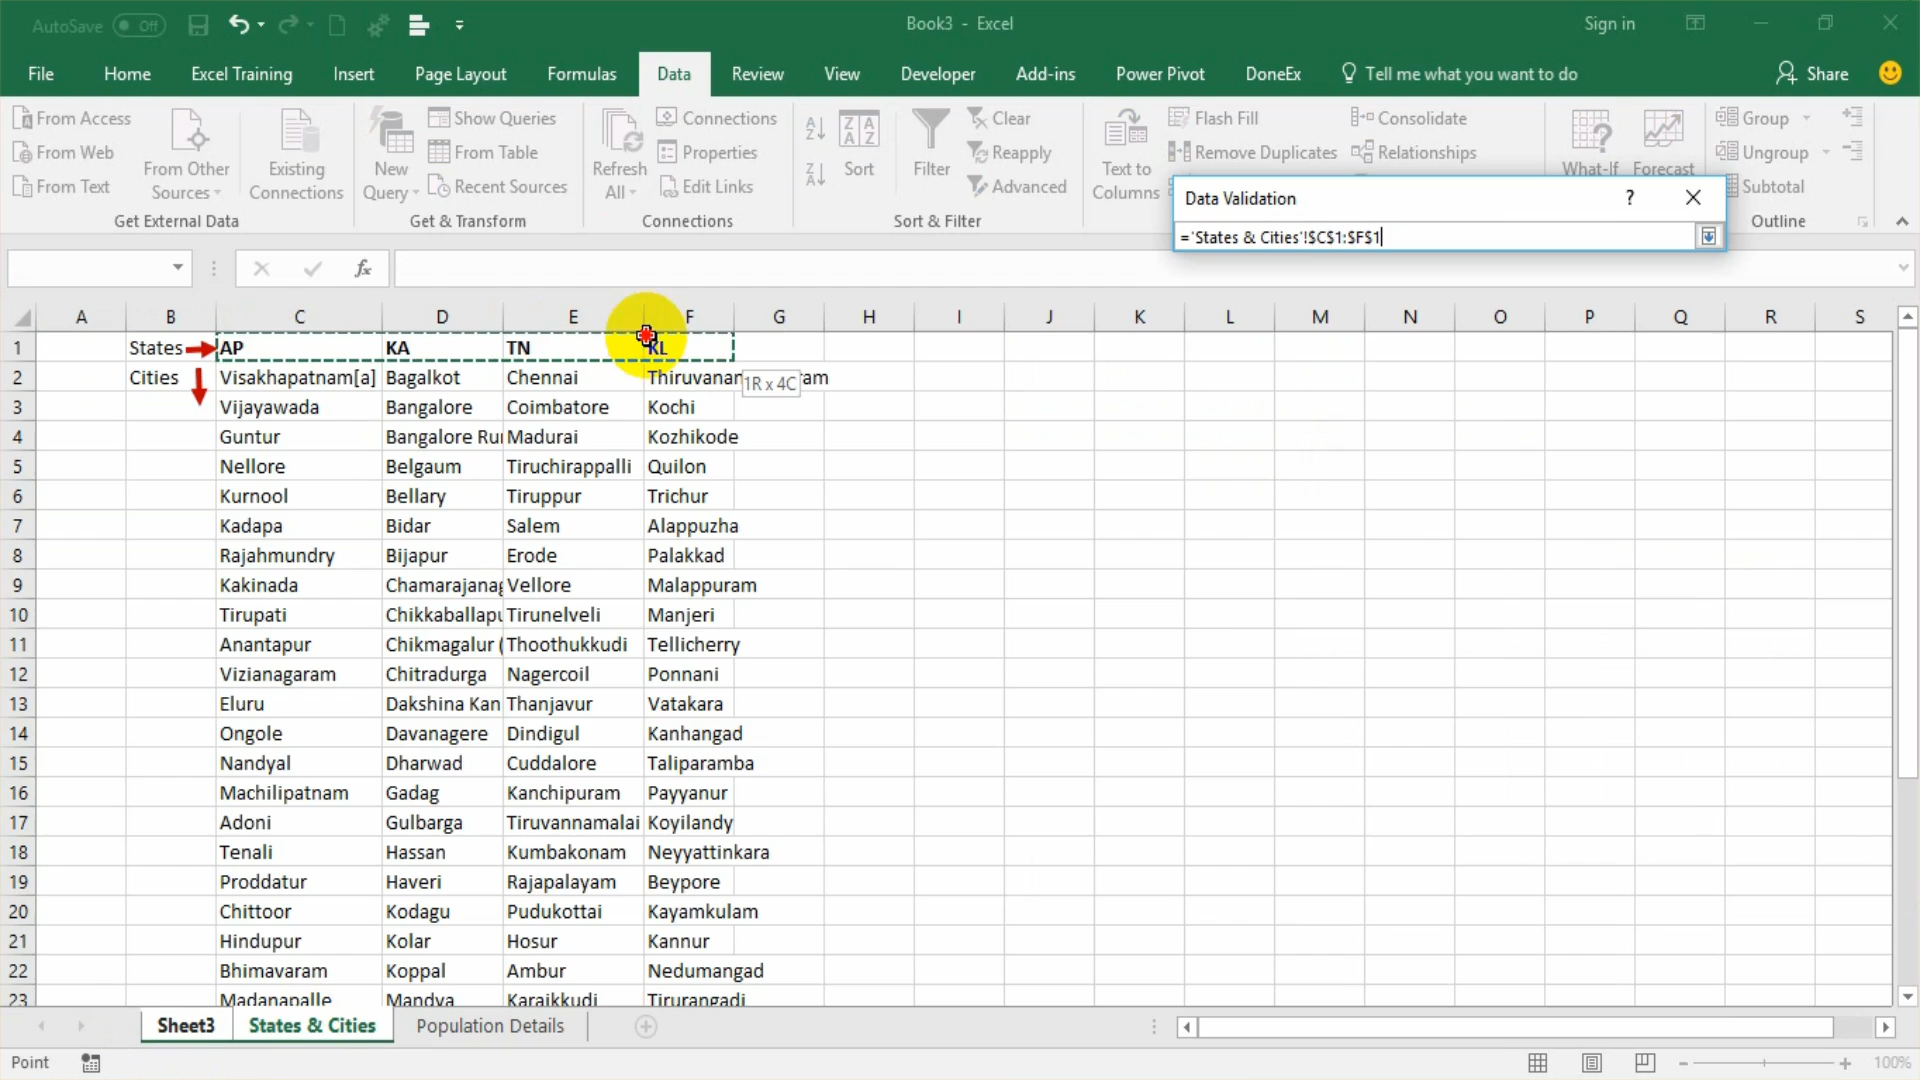 AutoSave Off
Book3 - Excel
Sign in
File Home Excel Training Insert Page Layout Formulas Data Review View Developer Add-ins Power Pivot DoneEx Tell me what you want to do Share
From Access
From Web
From Text
From Other Sources
Existing Connections
Get External Data
New Query
Show Queries
From Table
Recent Sources
Get & Transform
Refresh All
Connections
Properties
Edit Links
Connections
Sort
Filter
Clear
Reapply
Advanced
Sort & Filter
Text to Columns
Flash Fill
Remove Duplicates
Consolidate
Relationships
What-If
Forecast
Group
Ungroup
Subtotal
Outline
Data Validation ?
='States & Cities'!$C$1:$F$1
fx
A B C D E F G H I J K L M N O P Q R S
1 States AP KA TN KL
2 Cities Visakhapatnam[a] Bagalkot Chennai Thiruvanan ram
1R x 4C
3 Vijayawada Bangalore Coimbatore Kochi
4 Guntur Bangalore Ru Madurai Kozhikode
5 Nellore Belgaum Tiruchirappalli Quilon
6 Kurnool Bellary Tiruppur Trichur
7 Kadapa Bidar Salem Alappuzha
8 Rajahmundry Bijapur Erode Palakkad
9 Kakinada Chamarajanag Vellore Malappuram
10 Tirupati Chikkaballapu Tirunelveli Manjeri
11 Anantapur Chikmagalur ( Thoothukkudi Tellicherry
12 Vizianagaram Chitradurga Nagercoil Ponnani
13 Eluru Dakshina Kan Thanjavur Vatakara
14 Ongole Davanagere Dindigul Kanhangad
15 Nandyal Dharwad Cuddalore Taliparamba
16 Machilipatnam Gadag Kanchipuram Payyanur
17 Adoni Gulbarga Tiruvannamalai Koyilandy
18 Tenali Hassan Kumbakonam Neyyattinkara
19 Proddatur Haveri Rajapalayam Beypore
20 Chittoor Kodagu Pudukottai Kayamkulam
21 Hindupur Kolar Hosur Kannur
22 Bhimavaram Koppal Ambur Nedumangad
23 Madanapalle Mandya Karaikkudi Tirurangadi
Sheet3 States & Cities Population Details
Point
100%